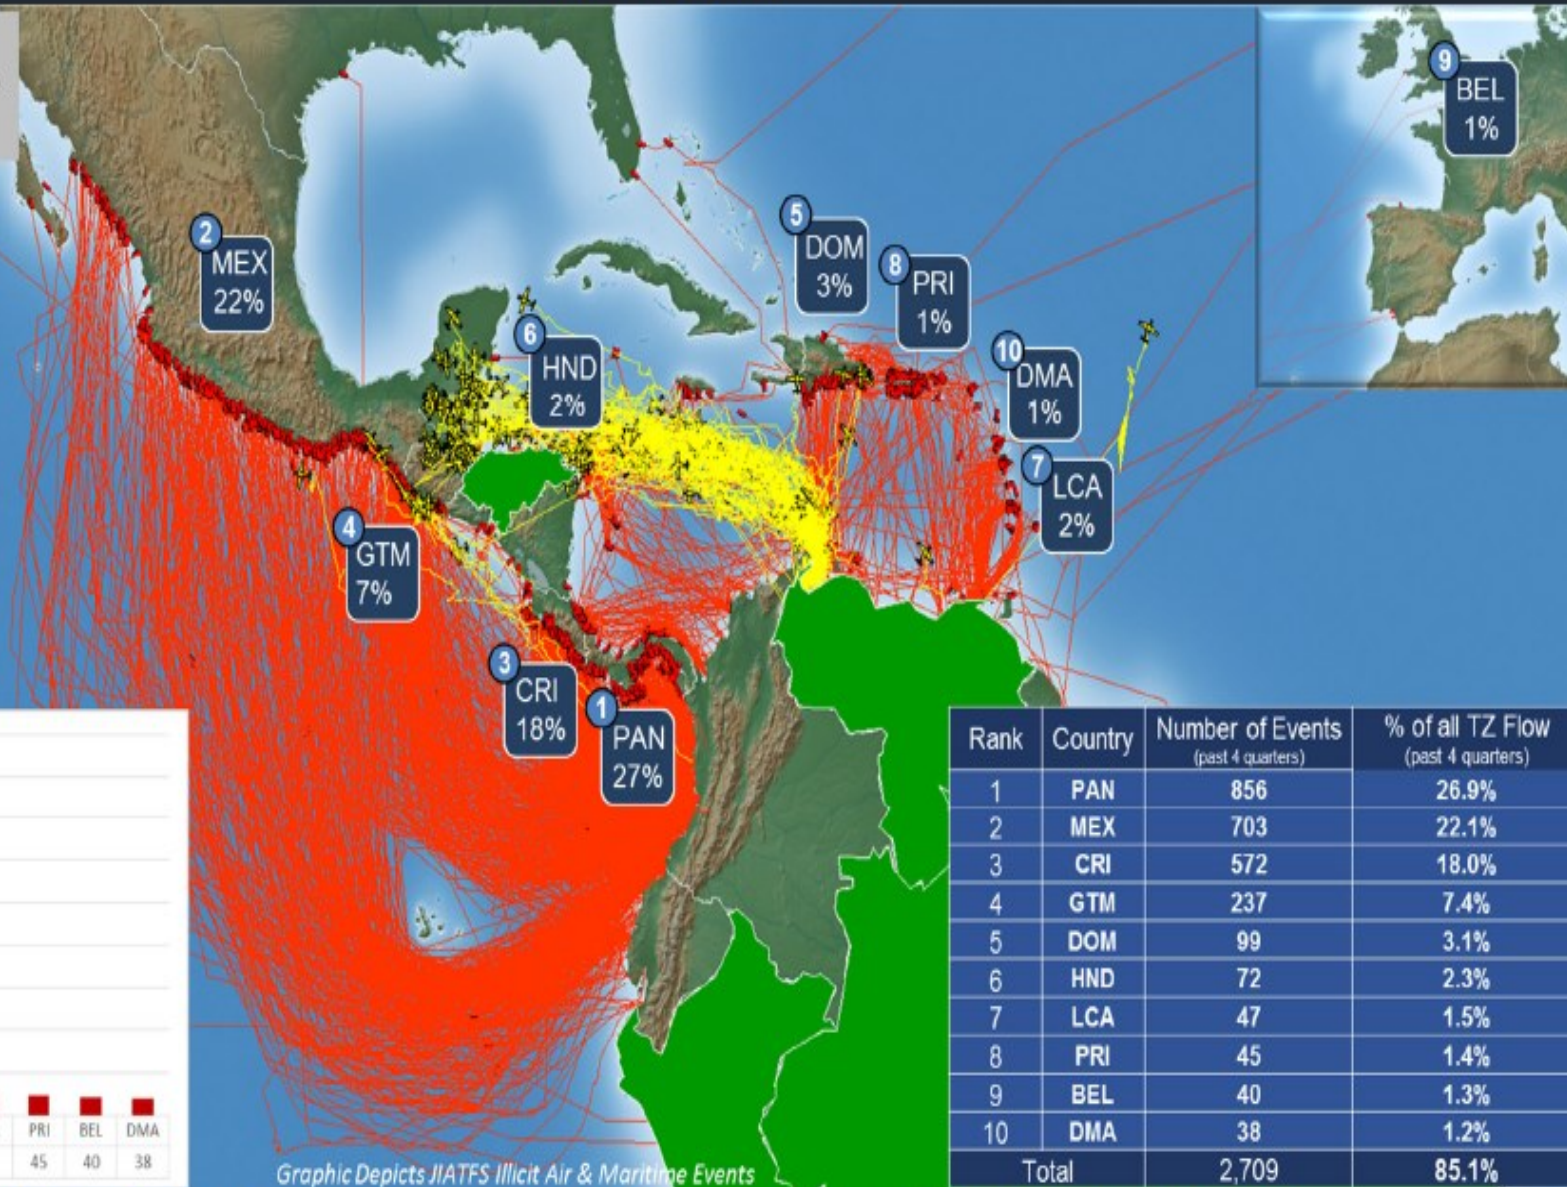 9
BEL
1%
2
MEX
22%
5
DOM
3%
8
PRI
1%
6
HND
2%
10
DMA
1%
7
LCA
2%
4
GTM
7%
3
CRI
18%
1
PAN
27%
Rank Country Number of Events % of all TZ Flow
(past 4 quarters) (past 4 quarters)
1 PAN 856 26.9%
2 MEX 703 22.1%
3 CRI 572 18.0%
4 GTM 237 7.4%
5 DOM 99 3.1%
6 HND 72 2.3%
7 LCA 47 1.5%
8 PRI 45 1.4%
9 BEL 40 1.3%
10 DMA 38 1.2%
Total 2,709 85.1%
PRI BEL DMA
45 40 38
Graphic Depicts JIATFS Illicit Air & Maritime Events